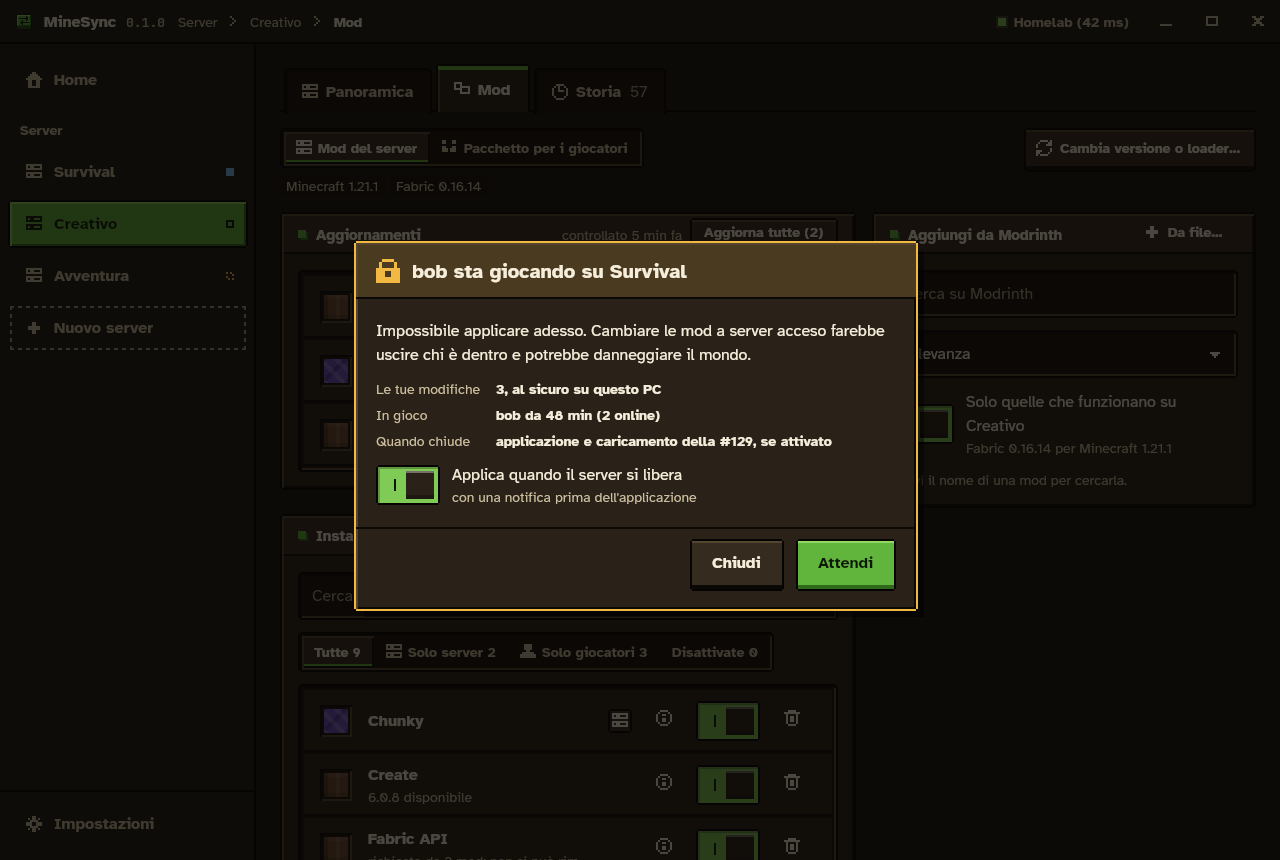 MineSync 0.1.0 Server > Creativo > Mod
Homelab (42 ms)
Home
Server
Survival
Creativo
Avventura
Nuovo server
Impostazioni
Panoramica
Mod
Storia 57
Mod del server
Pacchetto per i giocatori
Cambia versione o loader…
Minecraft 1.21.1 Fabric 0.16.14
Aggiornamenti
controllato 5 min fa
Aggiorna tutte (2)
Aggiungi da Modrinth
Da file…
su Modrinth
Solo quelle che funzionano su
Creativo
Fabric 0.16.14 per Minecraft 1.21.1
il nome di una mod per cercarla.
bob sta giocando su Survival
Impossibile applicare adesso. Cambiare le mod a server acceso farebbe
uscire chi è dentro e potrebbe danneggiare il mondo.
Le tue modifiche 3, al sicuro su questo PC
In gioco bob da 48 min (2 online)
Quando chiude applicazione e caricamento della #129, se attivato
Applica quando il server si libera
con una notifica prima dell'applicazione
Chiudi
Attendi
Tutte 9
Solo server 2
Solo giocatori 3
Disattivate 0
Chunky
Create
6.0.8 disponibile
Fabric API